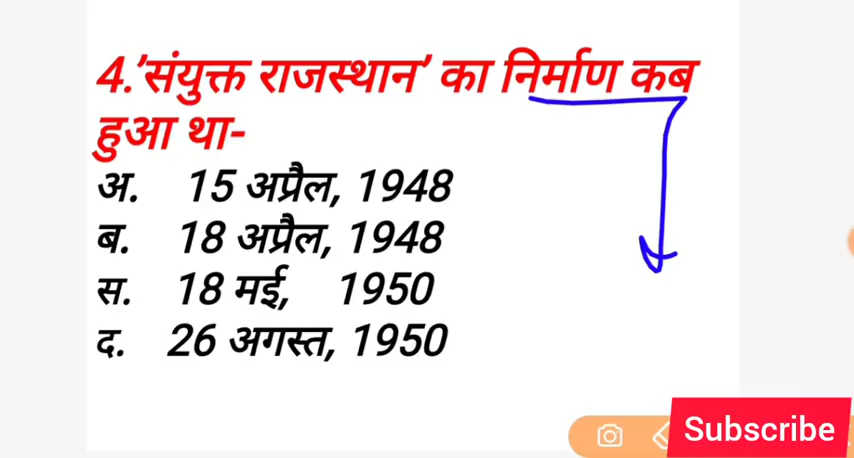 4.'संयुक्त राजस्थान' का निर्माण कब
हुआ था-
अ. 15 अप्रैल, 1948
ब. 18 अप्रैल, 1948
स. 18 मई, 1950
द. 26 अगस्त, 1950
Subscribe